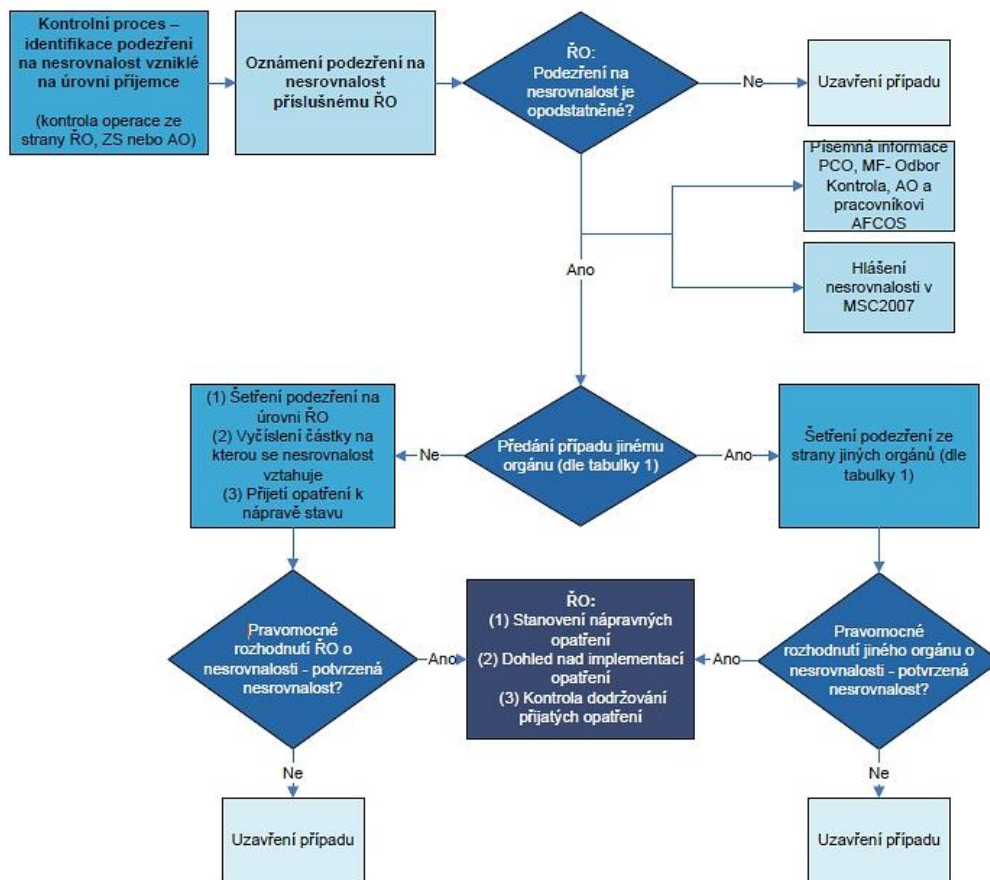 Kontrolní proces –
identifikace podezření
na nesrovnalost vzniklé
na úrovni příjemce
(kontrola operace ze
strany ŘO, ZS nebo AO)
Oznámení podezření na
nesrovnalost
příslušnému ŘO
ŘO:
Podezření na
nesrovnalost je
opodstatněné?
Ne
Uzavření případu
Písemná informace
PCO, MF- Odbor
Kontrola, AO a
pracovníkovi
AFCOS
Ano
Hlášení
nesrovnalosti v
MSC2007
(1) Šetření podezření na
úrovni ŘO
(2) Vyčíslení částky na
kterou se nesrovnalost
vztahuje
(3) Přijetí opatření k
nápravě stavu
Ne
Předání případu jinému
orgánu (dle tabulky 1)
Ano
Šetření podezření ze
strany jiných orgánů (dle
tabulky 1)
Pravomocné
rozhodnutí ŘO o
nesrovnalosti - potvrzená
nesrovnalost?
Ano
ŘO:
(1) Stanovení nápravných
opatření
(2) Dohled nad implementací
opatření
(3) Kontrola dodržování
přijatých opatření
Ano
Pravomocné
rozhodnutí jiného orgánu o
nesrovnalosti - potvrzená
nesrovnalost?
Ne
Ne
Uzavření případu
Uzavření případu